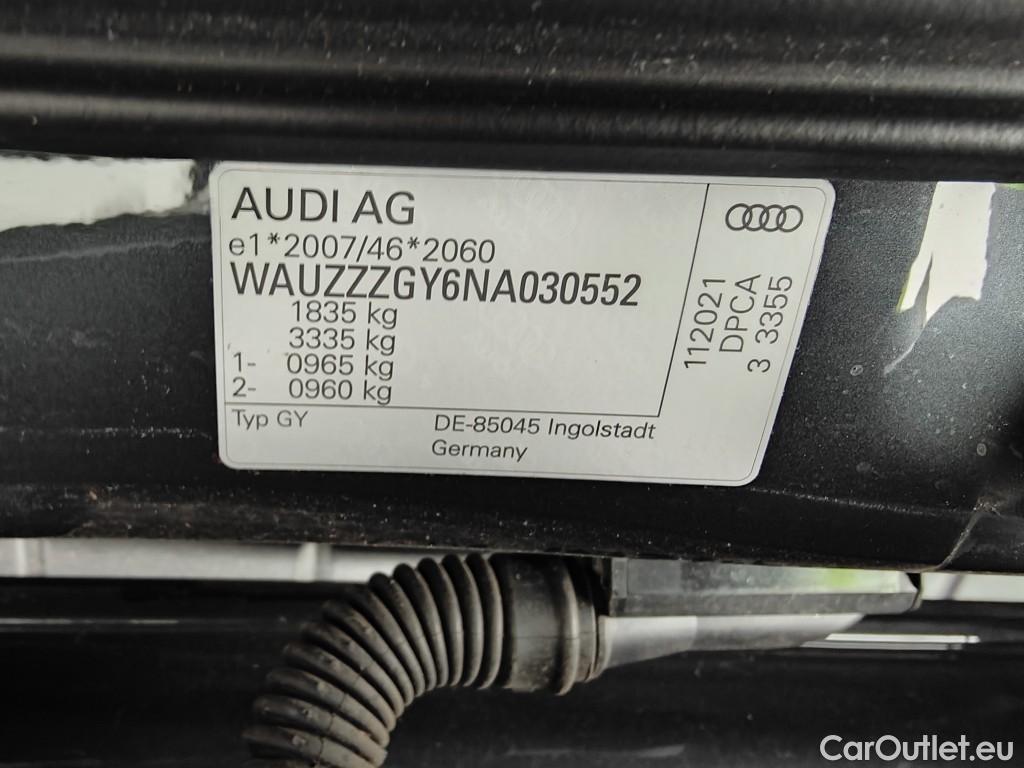 AUDI AG
e1*2007/46*2060
WAUZZZGY6NA030552
1835 kg
3335 kg
1- 0965 kg
2- 0960 kg
Typ GY
DE-85045 Ingolstadt
Germany
112021
DPCA
3 3355
CarOutlet.eu